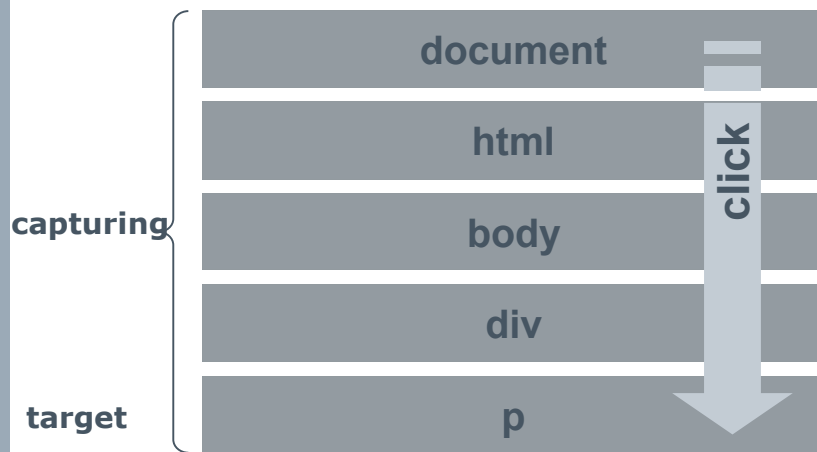 document
html
click
capturing
body
div
target
p